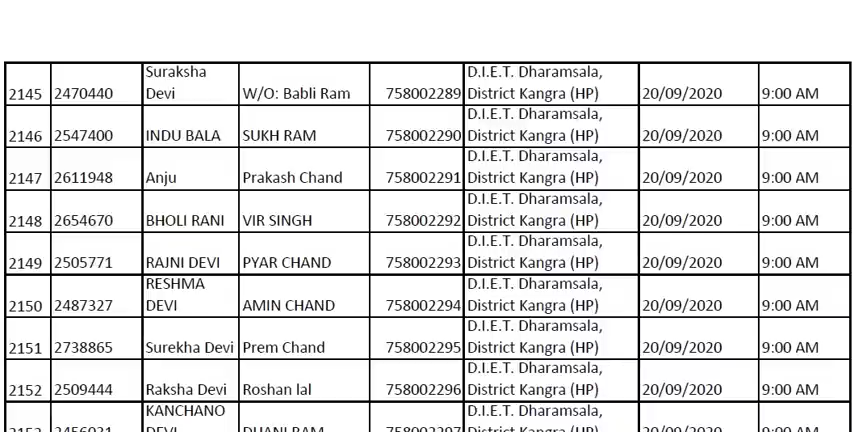 2145 2470440 Suraksha Devi W/O: Babli Ram 758002289 D.I.E.T. Dharamsala, District Kangra (HP) 20/09/2020 9:00 AM
2146 2547400 INDU BALA SUKH RAM 758002290 D.I.E.T. Dharamsala, District Kangra (HP) 20/09/2020 9:00 AM
2147 2611948 Anju Prakash Chand 758002291 D.I.E.T. Dharamsala, District Kangra (HP) 20/09/2020 9:00 AM
2148 2654670 BHOLI RANI VIR SINGH 758002292 D.I.E.T. Dharamsala, District Kangra (HP) 20/09/2020 9:00 AM
2149 2505771 RAJNI DEVI PYAR CHAND 758002293 D.I.E.T. Dharamsala, District Kangra (HP) 20/09/2020 9:00 AM
2150 2487327 RESHMA DEVI AMIN CHAND 758002294 D.I.E.T. Dharamsala, District Kangra (HP) 20/09/2020 9:00 AM
2151 2738865 Surekha Devi Prem Chand 758002295 D.I.E.T. Dharamsala, District Kangra (HP) 20/09/2020 9:00 AM
2152 2509444 Raksha Devi Roshan lal 758002296 D.I.E.T. Dharamsala, District Kangra (HP) 20/09/2020 9:00 AM
KANCHANO DEVI 758002297 D.I.E.T. Dharamsala, District Kangra (HP) 20/09/2020 9:00 AM